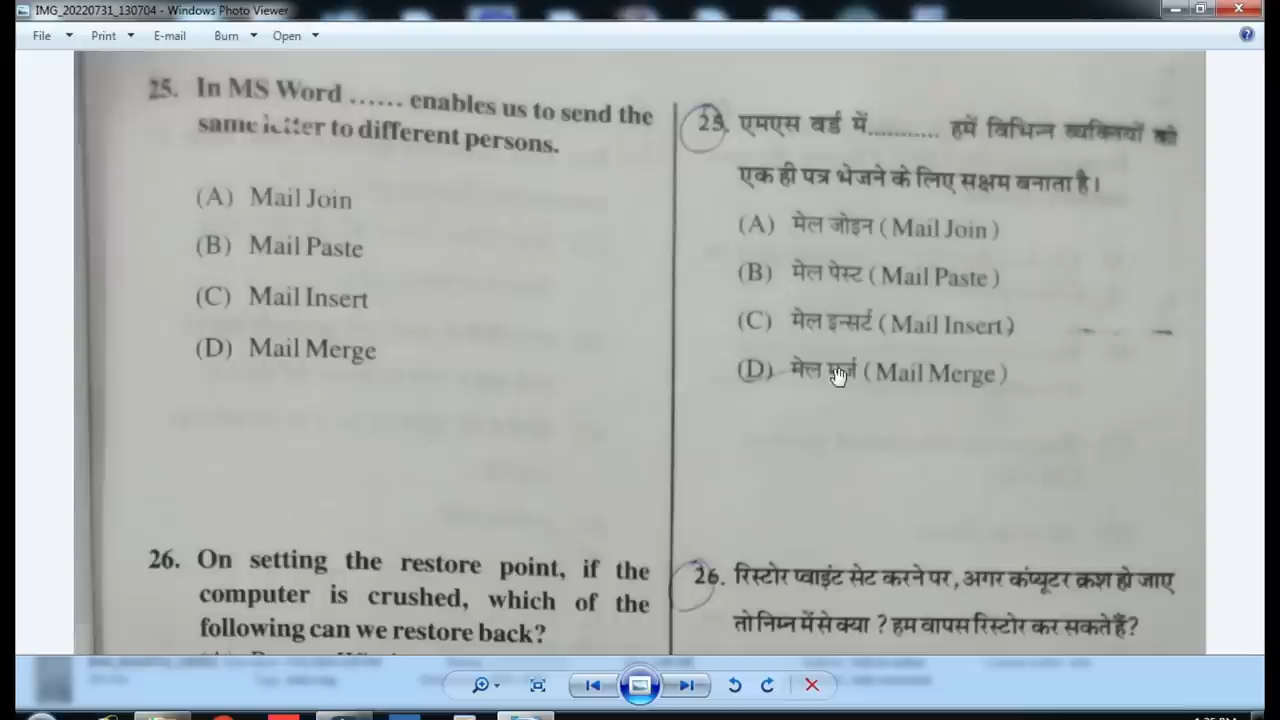 IMG_20220731_130704 - Windows Photo Viewer
File Print E-mail Burn Open
25. In MS Word ...... enables us to send the
same letter to different persons.
(A) Mail Join
(B) Mail Paste
(C) Mail Insert
(D) Mail Merge
26. On setting the restore point, if the
computer is crushed, which of the
following can we restore back?
25. एमएस वर्ड में........... हमें विभिन्न व्यक्तियों को
एक ही पत्र भेजने के लिए सक्षम बनाता है।
(A) मेल जोइन ( Mail Join )
(B) मेल पेस्ट ( Mail Paste )
(C) मेल इन्सर्ट ( Mail Insert )
(D) मेल मर्ज ( Mail Merge )
26. रिस्टोर प्वाइंट सेट करने पर, अगर कंप्यूटर क्रश हो जाए
तो निम्न में से क्या ? हम वापस रिस्टोर कर सकते हैं?